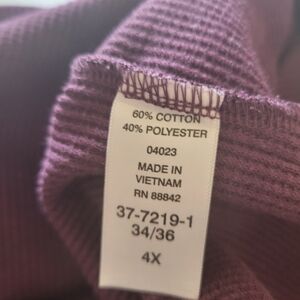 60% COTTON
40% POLYESTER
04023
MADE IN
VIETNAM
RN 88842
37-7219-1
34/36
4X